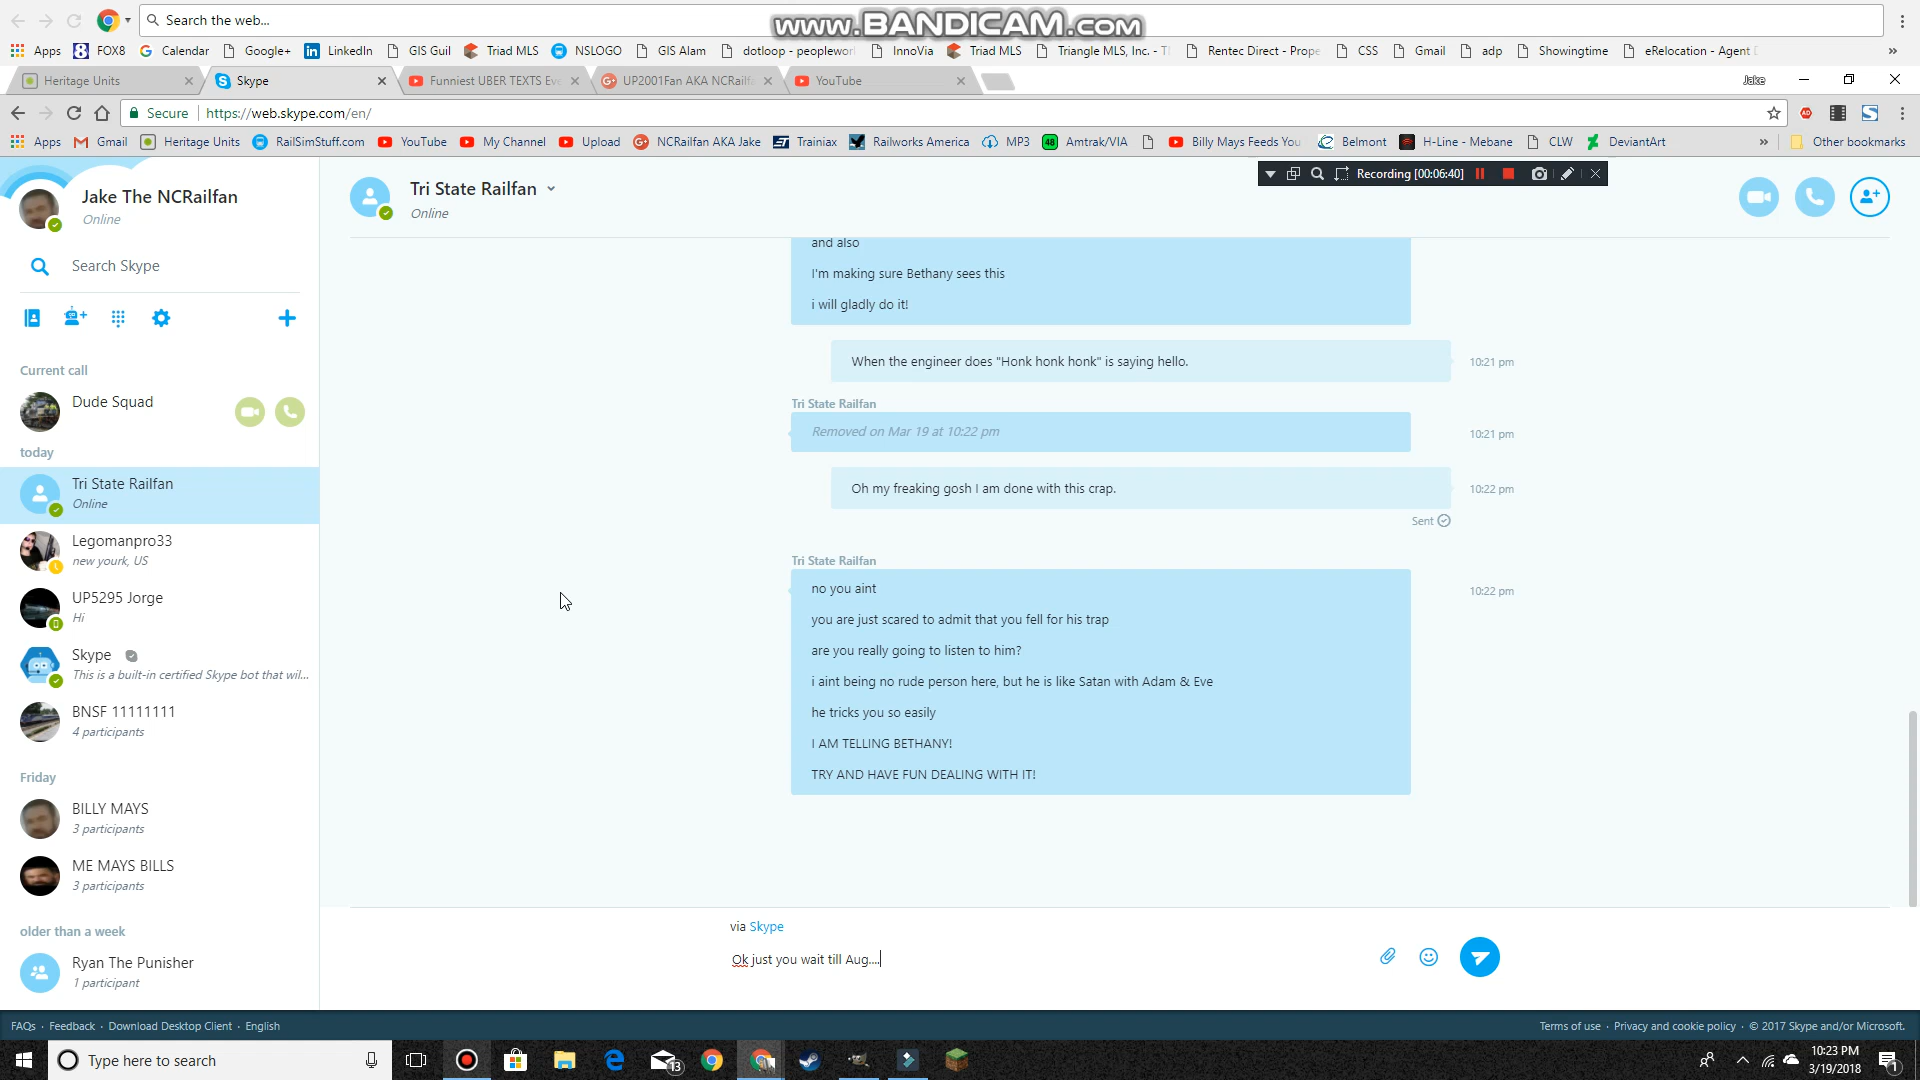 Search the web...
www.BANDICAM.com
Apps FOX8 Calendar Google+ LinkedIn GIS Guil Triad MLS NSLOGO GIS Alam dotloop - peoplewor InnoVia Triad MLS Triangle MLS, Inc. - T Rentec Direct - Prope CSS Gmail adp Showingtime eRelocation - Agent
Heritage Units Skype Funniest UBER TEXTS Eve UP2001Fan AKA NCRailfa YouTube Jake
Secure https://web.skype.com/en/
Apps Gmail Heritage Units RailSimStuff.com YouTube My Channel Upload NCRailfan AKA Jake Trainiax Railworks America MP3 Amtrak/VIA Billy Mays Feeds You Belmont H-Line - Mebane CLW DeviantArt Other bookmarks
Recording [00:06:40]
Jake The NCRailfan
Online
Search Skype
Current call
Dude Squad
today
Tri State Railfan
Online
Legomanpro33
new yourk, US
UP5295 Jorge
Hi
Skype
This is a built-in certified Skype bot that wil...
BNSF 11111111
4 participants
Friday
BILLY MAYS
3 participants
ME MAYS BILLS
3 participants
older than a week
Ryan The Punisher
1 participant
Tri State Railfan
Online
and also
I'm making sure Bethany sees this
i will gladly do it!
When the engineer does "Honk honk honk" is saying hello.
10:21 pm
Tri State Railfan
Removed on Mar 19 at 10:22 pm
10:21 pm
Oh my freaking gosh I am done with this crap.
10:22 pm
Sent
Tri State Railfan
no you aint
10:22 pm
you are just scared to admit that you fell for his trap
are you really going to listen to him?
i aint being no rude person here, but he is like Satan with Adam & Eve
he tricks you so easily
I AM TELLING BETHANY!
TRY AND HAVE FUN DEALING WITH IT!
via Skype
Ok just you wait till Aug....
FAQs · Feedback · Download Desktop Client · English
Terms of use · Privacy and cookie policy · © 2017 Skype and/or Microsoft.
Type here to search
13
10:23 PM
3/19/2018
1